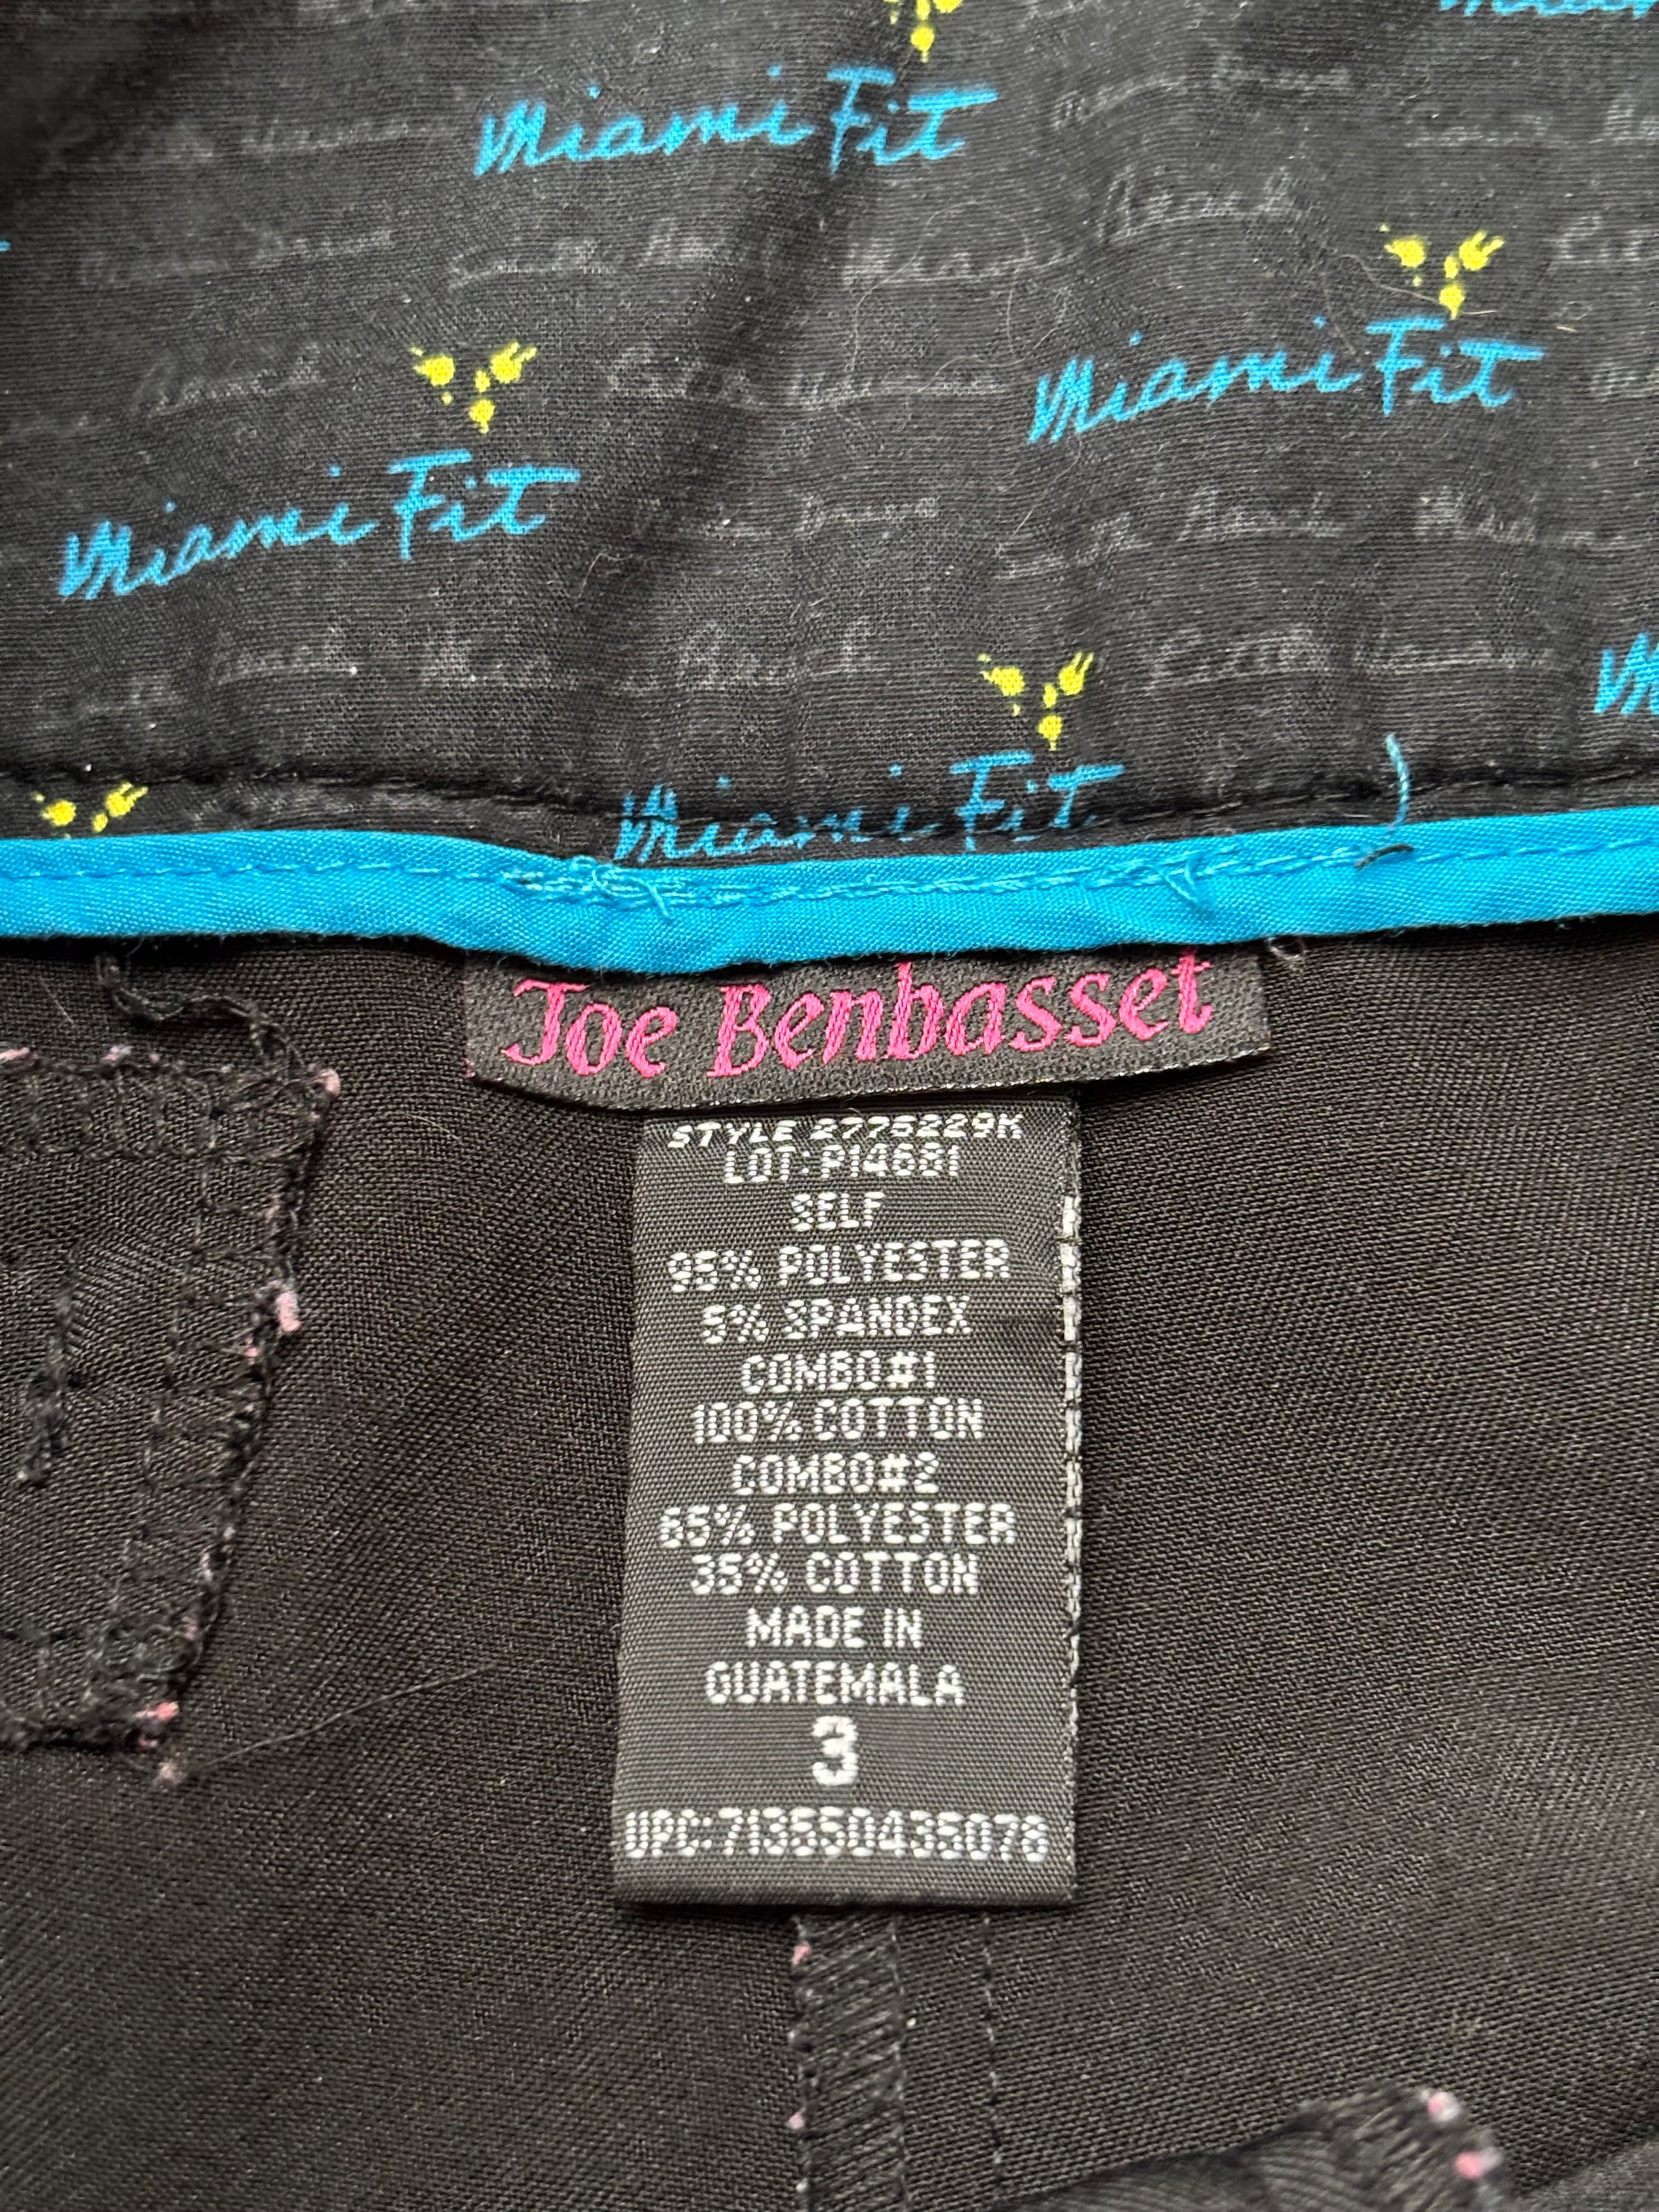 Miami Fit
Miami Fit
Miami Fit
Beach
Miami Fit
Joe Benbasset
STYLE 2775229K
LOT: P14681
SELF
95% POLYESTER
5% SPANDEX
COMBO#1
100% COTTON
COMBO#2
65% POLYESTER
35% COTTON
MADE IN
GUATEMALA
3
UPC:713550435078